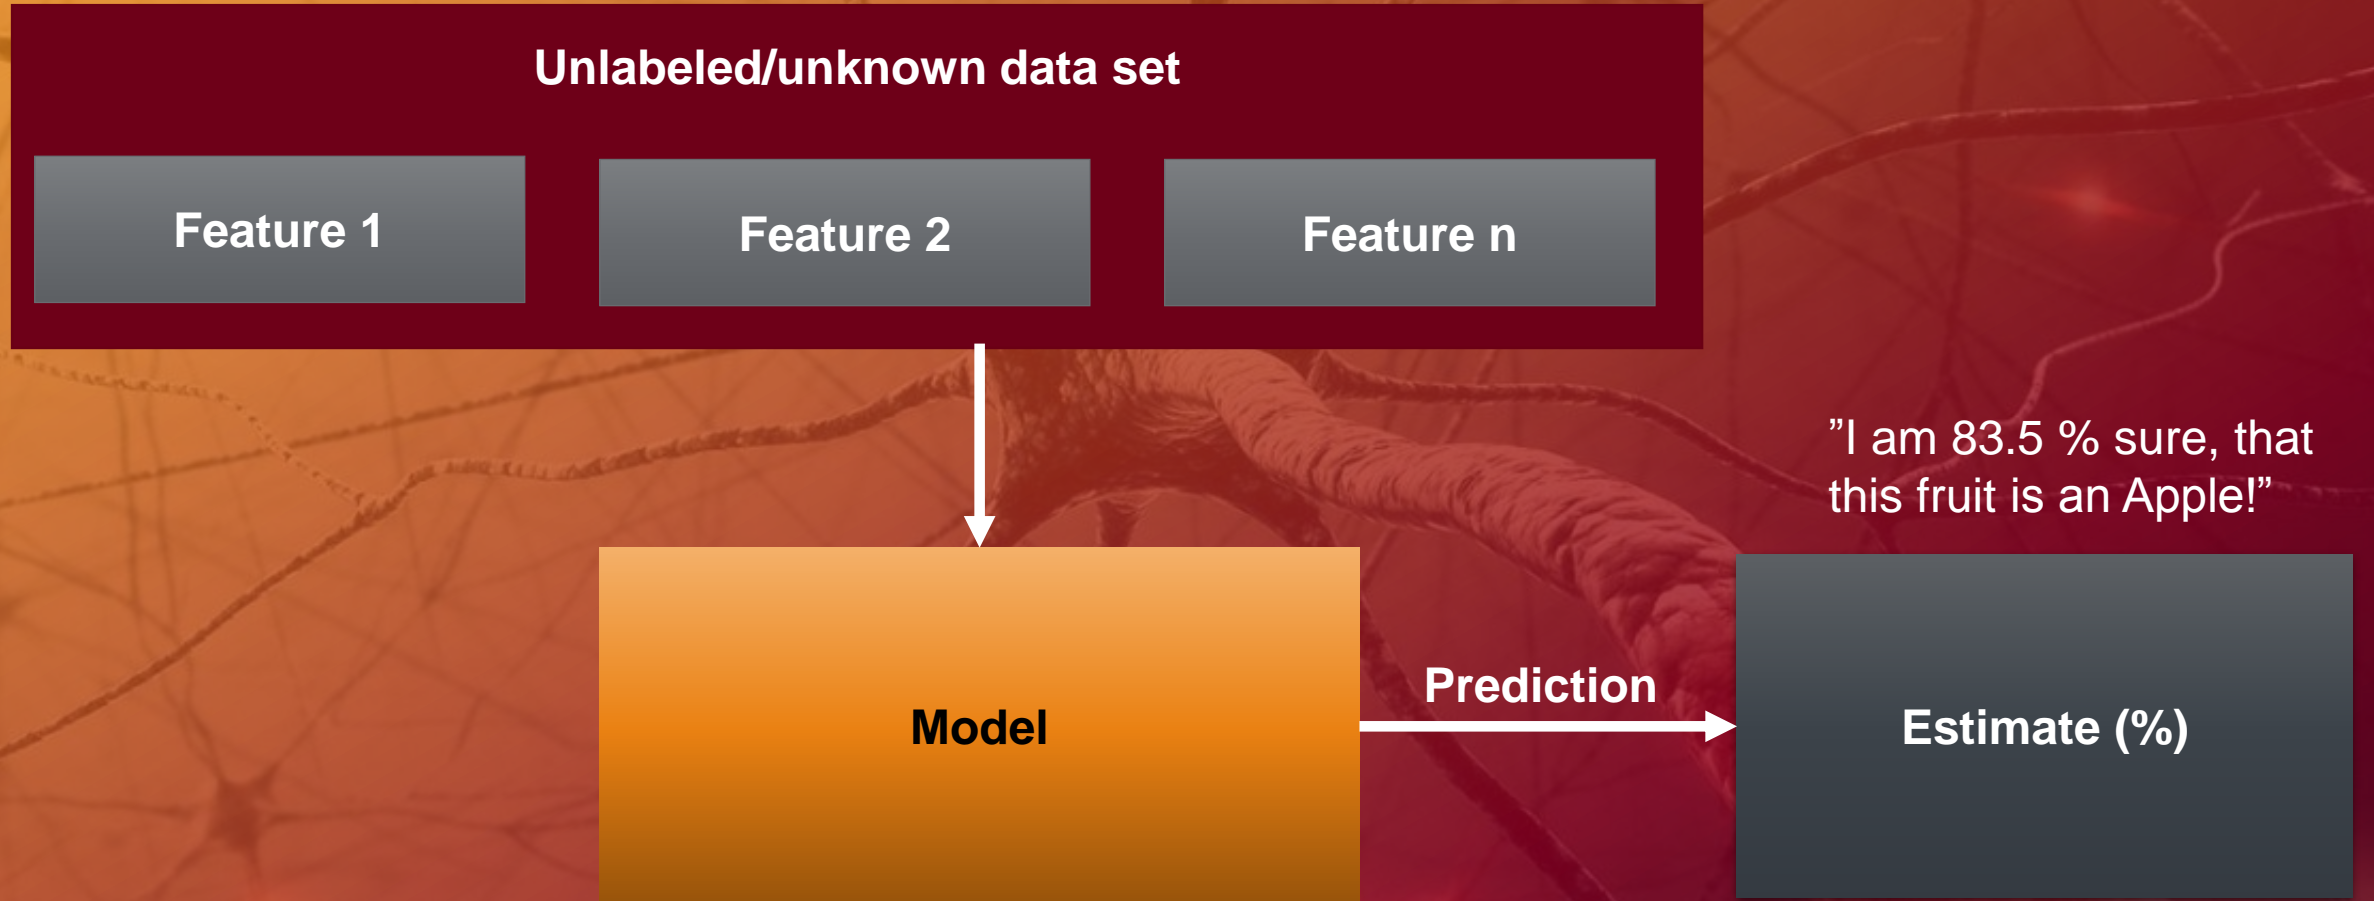 Unlabeled/unknown data set
Feature 1
Feature 2
Feature n
”I am 83.5 % sure, that
this fruit is an Apple!”
Prediction
Model
Estimate (%)